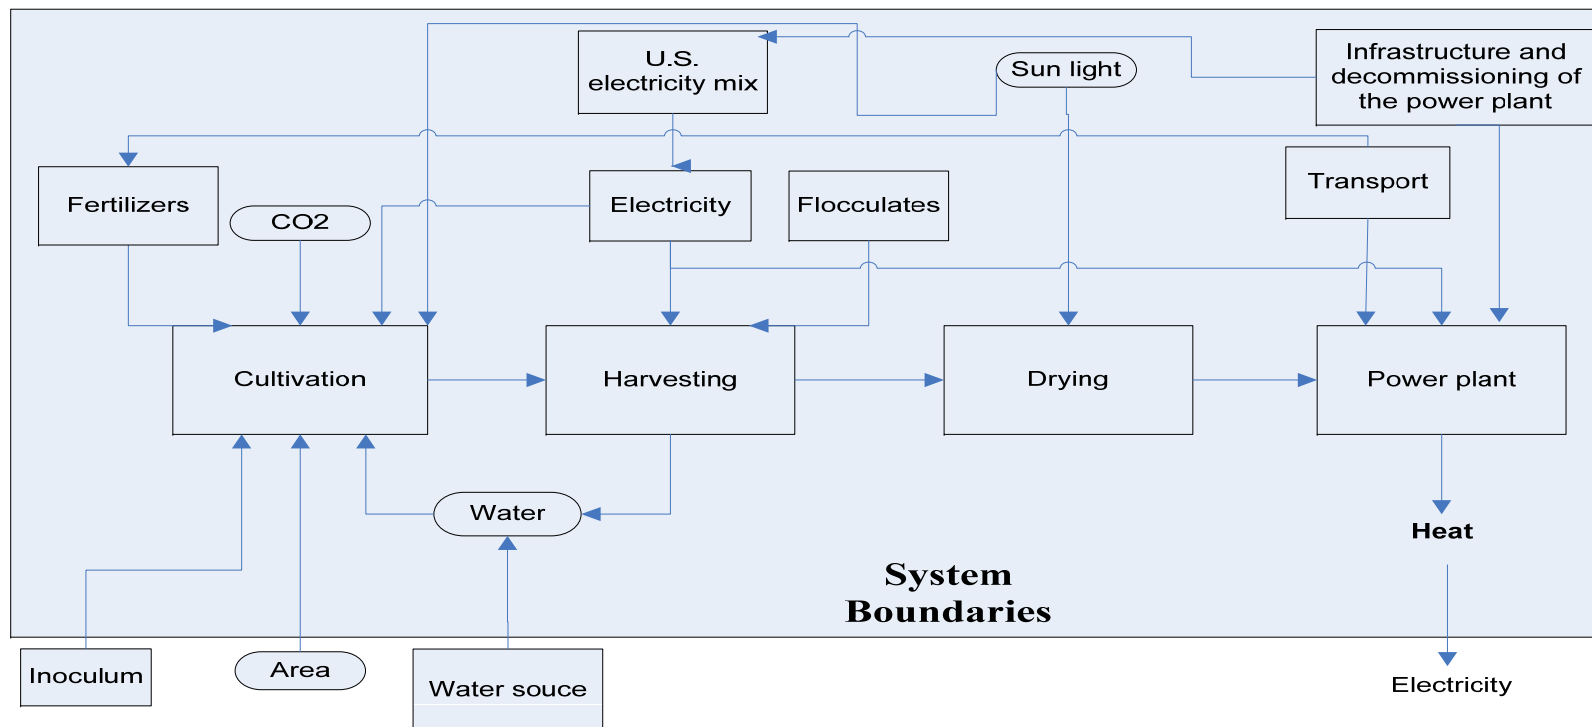 U.S.
electricity mix
Sun light
Infrastructure and
decommissioning of
the power plant
Fertilizers
CO2
Electricity
Flocculates
Transport
Cultivation
Harvesting
Drying
Power plant
Water
Heat
System
Boundaries
Inoculum
Area
Water souce
Electricity